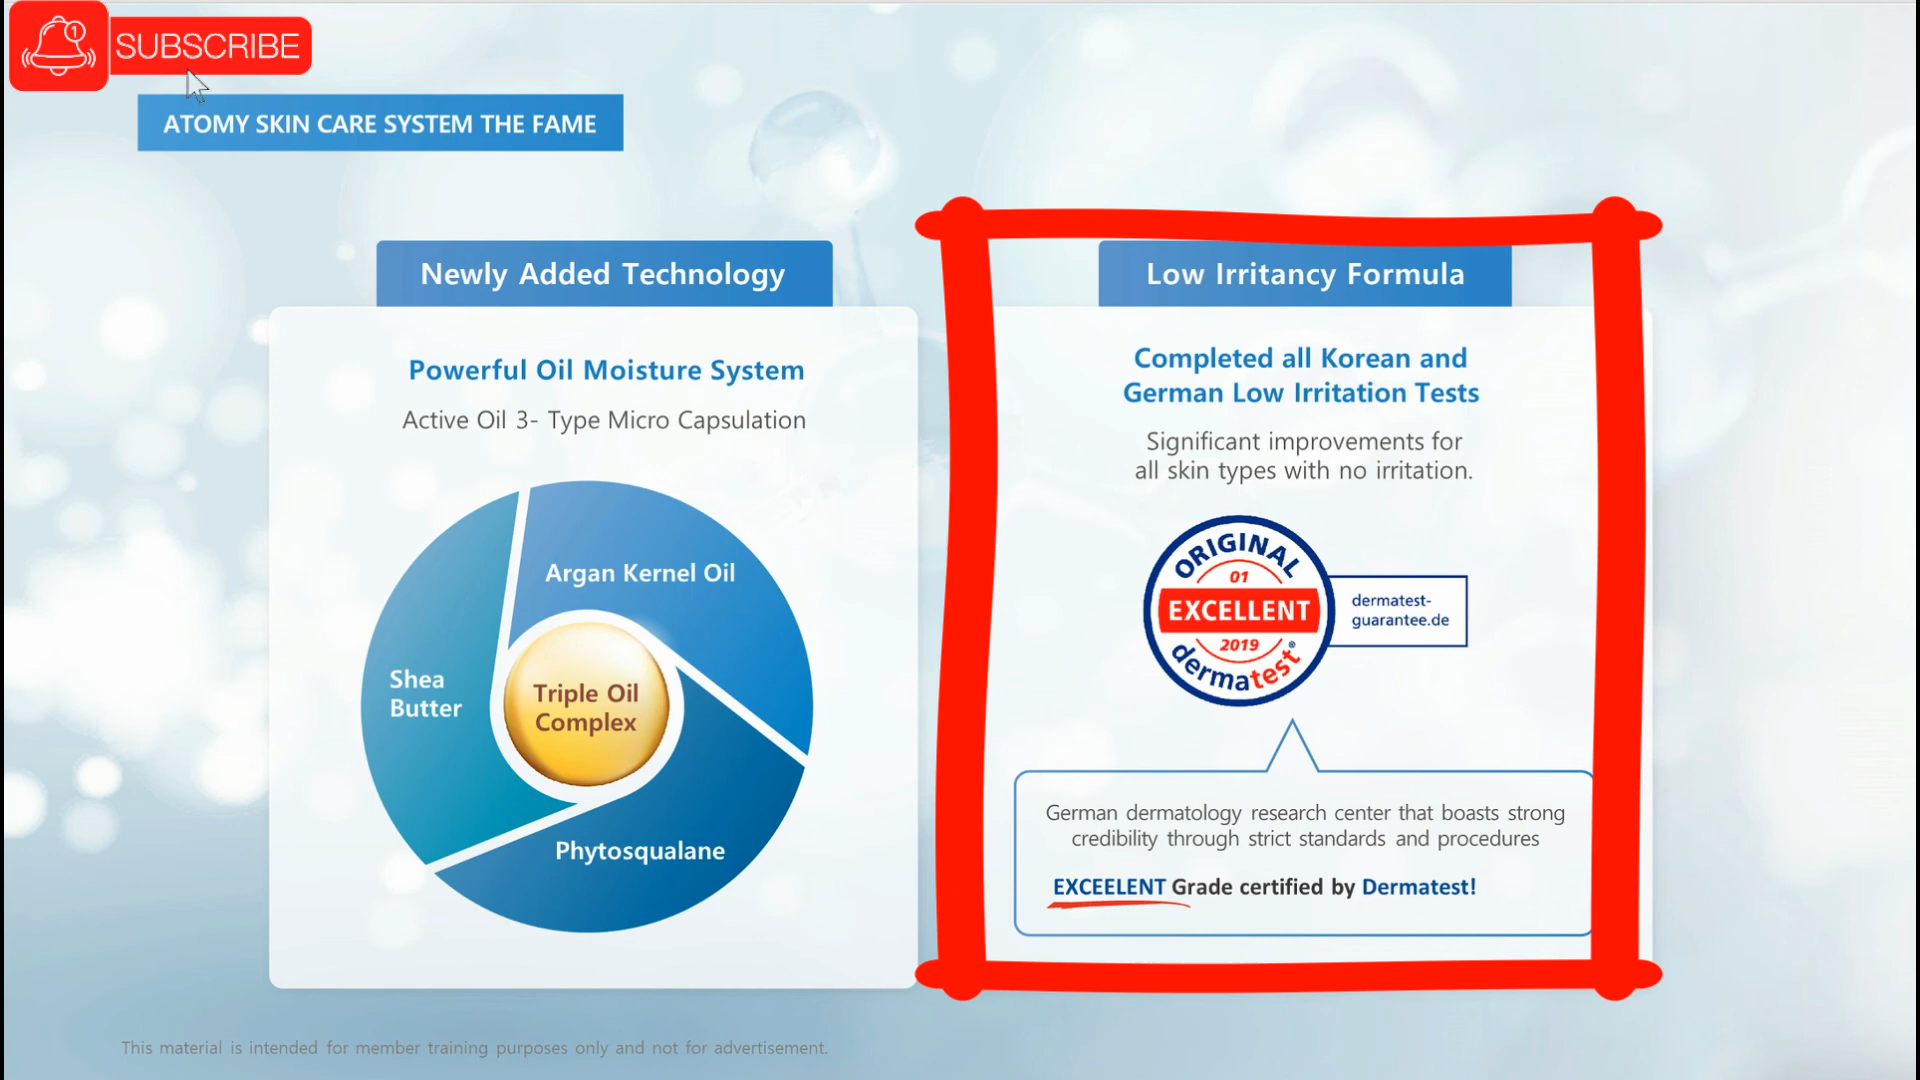 1
SUBSCRIBE
ATOMY SKIN CARE SYSTEM THE FAME
Newly Added Technology
Powerful Oil Moisture System
Active Oil 3- Type Micro Capsulation
Argan Kernel Oil
Shea
Butter
Triple Oil
Complex
Phytosqualane
Low Irritancy Formula
Completed all Korean and
German Low Irritation Tests
Significant improvements for
all skin types with no irritation.
ORIGINAL
01
EXCELLENT
2019
dermatest®
dermatest-
guarantee.de
German dermatology research center that boasts strong
credibility through strict standards and procedures
EXCEELENT Grade certified by Dermatest!
This material is intended for member training purposes only and not for advertisement.